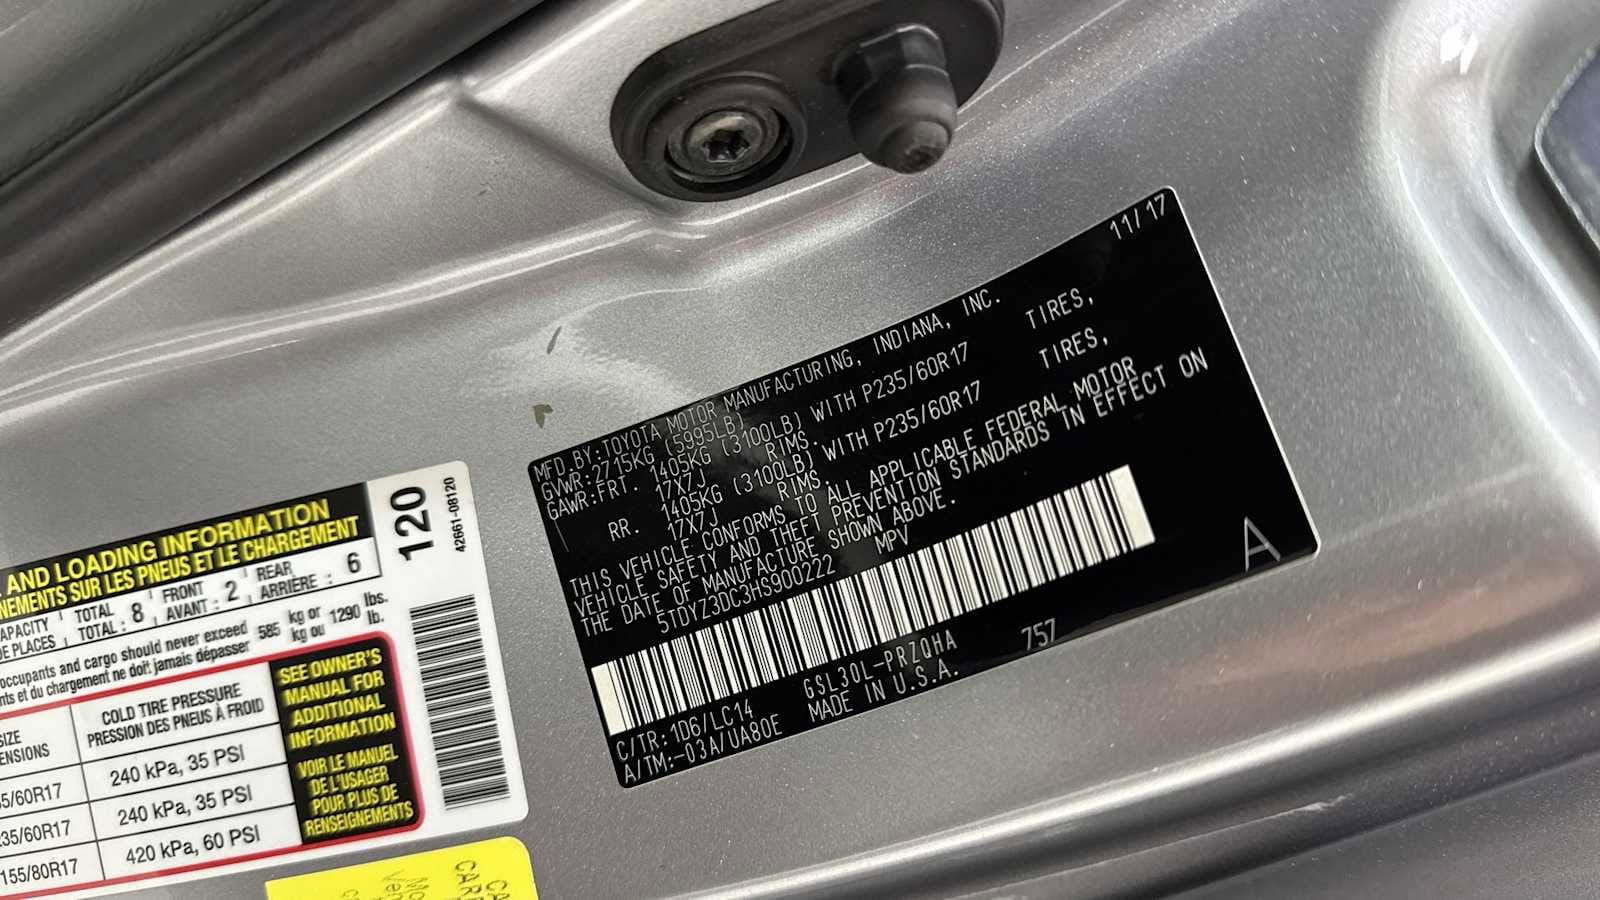 11/17
MFD.BY:TOYOTA MOTOR MANUFACTURING, INDIANA, INC.
GVWR:2715KG (5995LB)
GAWR:FRT. 1405KG (3100LB) WITH P235/60R17 TIRES,
17X7J RIMS.
RR. 1405KG (3100LB) WITH P235/60R17 TIRES,
17X7J RIMS.
THIS VEHICLE CONFORMS TO ALL APPLICABLE FEDERAL MOTOR
VEHICLE SAFETY AND THEFT PREVENTION STANDARDS IN EFFECT ON
THE DATE OF MANUFACTURE SHOWN ABOVE.
5TDYZ3DC3HS900222 MPV
A
C/TR:1D6/LC14 GSL30L-PRZQHA 757
A/TM:-03A/UA80E MADE IN U.S.A.
AND LOADING INFORMATION
NEMENTS SUR LES PNEUS ET LE CHARGEMENT
120
42661-08120
APACITY TOTAL 8 FRONT 2 REAR 6
DE PLACES TOTAL : AVANT : ARRIÈRE :
occupants and cargo should never exceed 585 kg or 1290 lbs.
nts et du chargement ne doit jamais dépasser kg ou lb.
SIZE COLD TIRE PRESSURE
ENSIONS PRESSION DES PNEUS À FROID
35/60R17 240 kPa, 35 PSI
235/60R17 240 kPa, 35 PSI
155/80R17 420 kPa, 60 PSI
SEE OWNER'S
MANUAL FOR
ADDITIONAL
INFORMATION
VOIR LE MANUEL
DE L'USAGER
POUR PLUS DE
RENSEIGNEMENTS